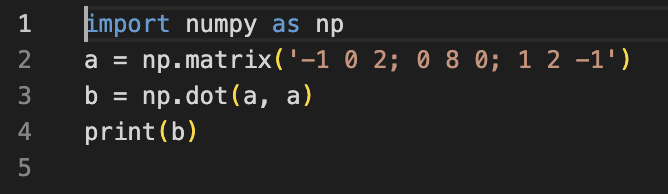 1 import numpy as np
2 a = np.matrix('-1 0 2; 0 8 0; 1 2 -1')
3 b = np.dot(a, a)
4 print(b)
5